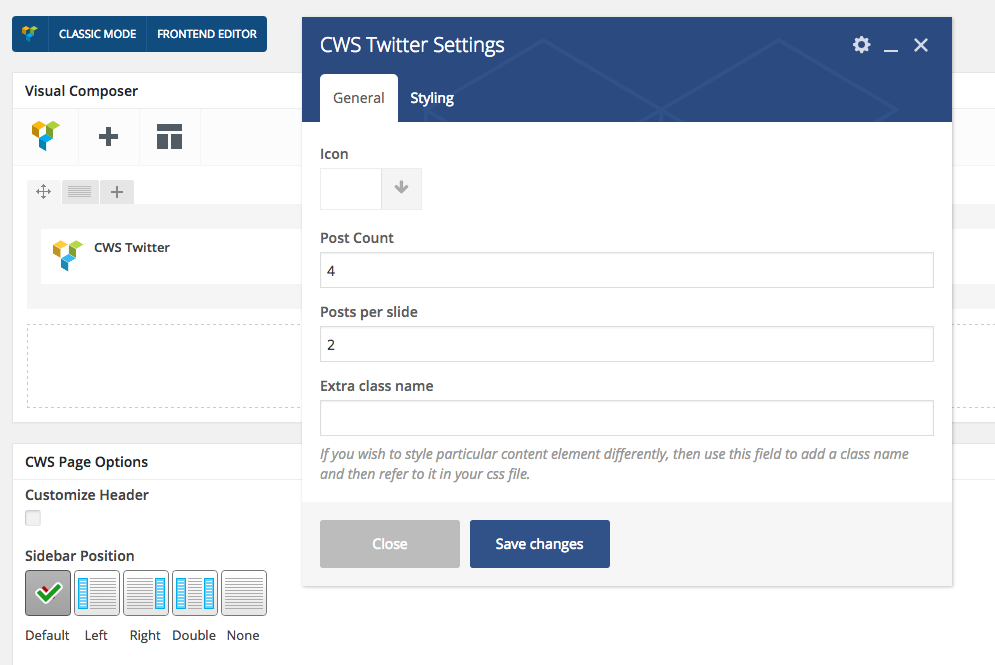 CLASSIC MODE FRONTEND EDITOR
Visual Composer
CWS Twitter
CWS Twitter Settings
General Styling
Icon
Post Count
4
Posts per slide
2
Extra class name
If you wish to style particular content element differently, then use this field to add a class name
and then refer to it in your css file.
Close Save changes
CWS Page Options
Customize Header
Sidebar Position
Default Left Right Double None